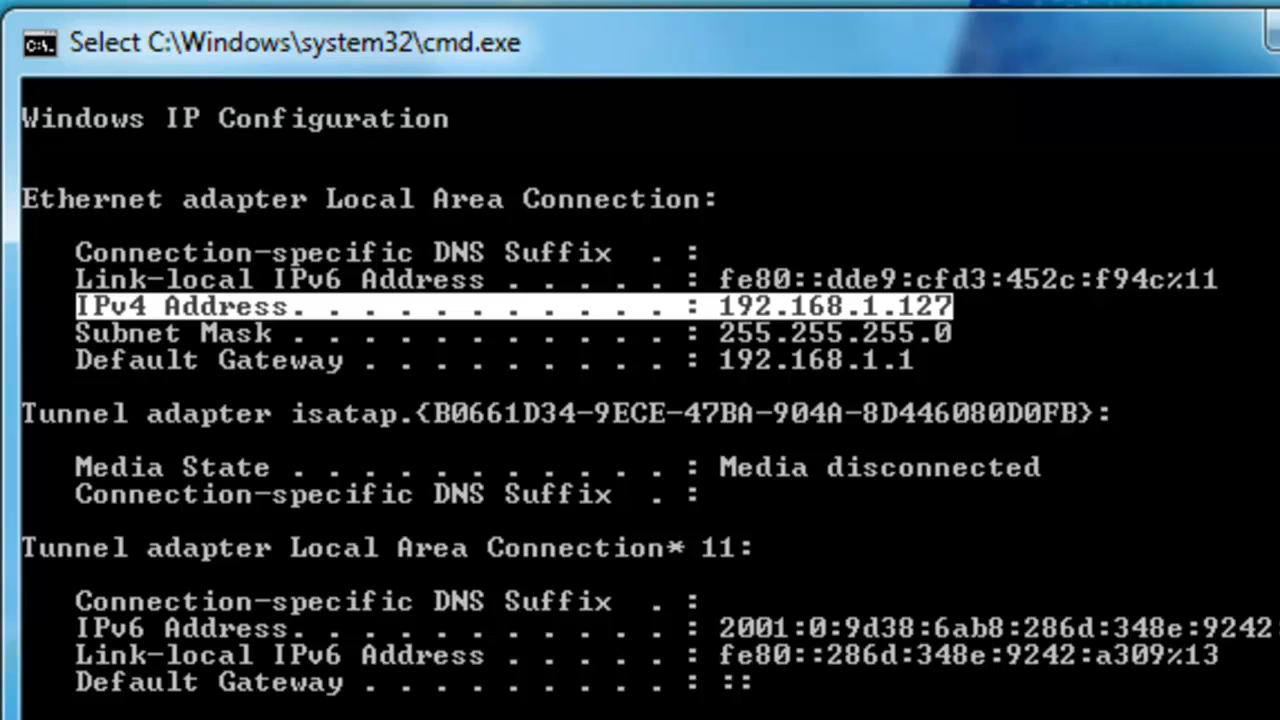 Select C:\Windows\system32\cmd.exe
Windows IP Configuration
Ethernet adapter Local Area Connection:
Connection-specific DNS Suffix  . :
Link-local IPv6 Address . . . . . : fe80::dde9:cfd3:452c:f94c%11
IPv4 Address. . . . . . . . . . . : 192.168.1.127
Subnet Mask . . . . . . . . . . . : 255.255.255.0
Default Gateway . . . . . . . . . : 192.168.1.1
Tunnel adapter isatap.{B0661D34-9ECE-47BA-904A-8D446080D0FB}:
Media State . . . . . . . . . . . : Media disconnected
Connection-specific DNS Suffix  . :
Tunnel adapter Local Area Connection* 11:
Connection-specific DNS Suffix  . :
IPv6 Address. . . . . . . . . . . : 2001:0:9d38:6ab8:286d:348e:9242:
Link-local IPv6 Address . . . . . : fe80::286d:348e:9242:a309%13
Default Gateway . . . . . . . . . : ::